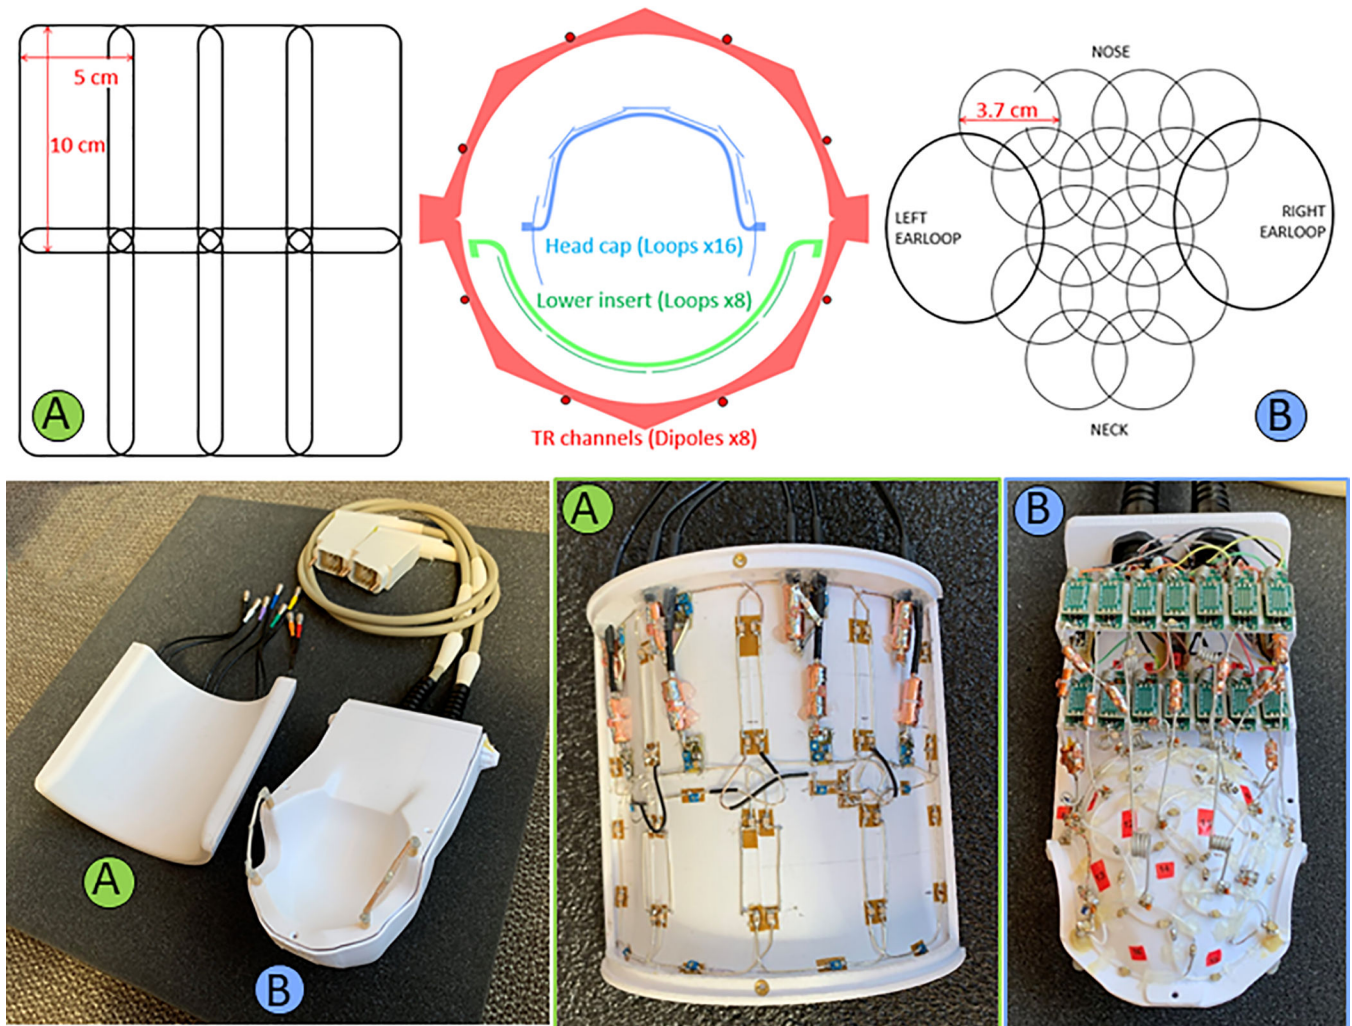 5 cm
10 cm
A
Head cap (Loops x16)
Lower insert (Loops x8)
TR channels (Dipoles x8)
NOSE
3.7 cm
LEFT
EARLOOP
RIGHT
EARLOOP
NECK
B
A
B
A
B